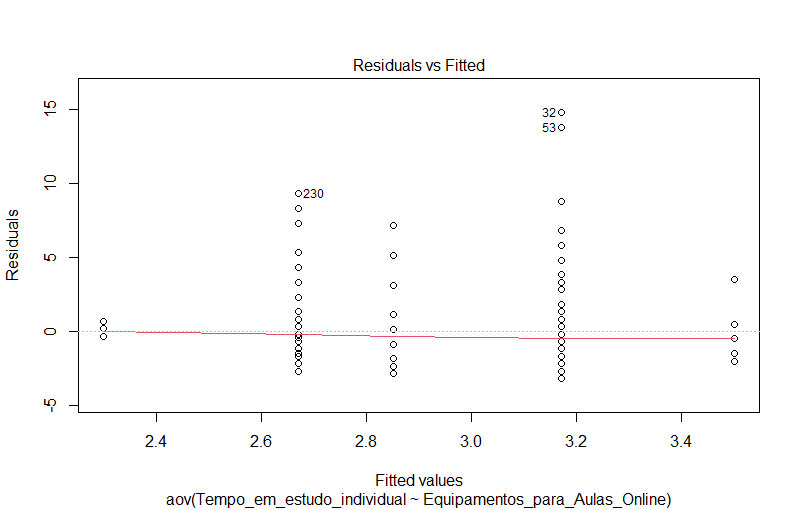 Residuals vs Fitted
Residuals
15
10
5
0
-5
32
53
230
2.4 2.6 2.8 3.0 3.2 3.4
Fitted values
aov(Tempo_em_estudo_individual ~ Equipamentos_para_Aulas_Online)